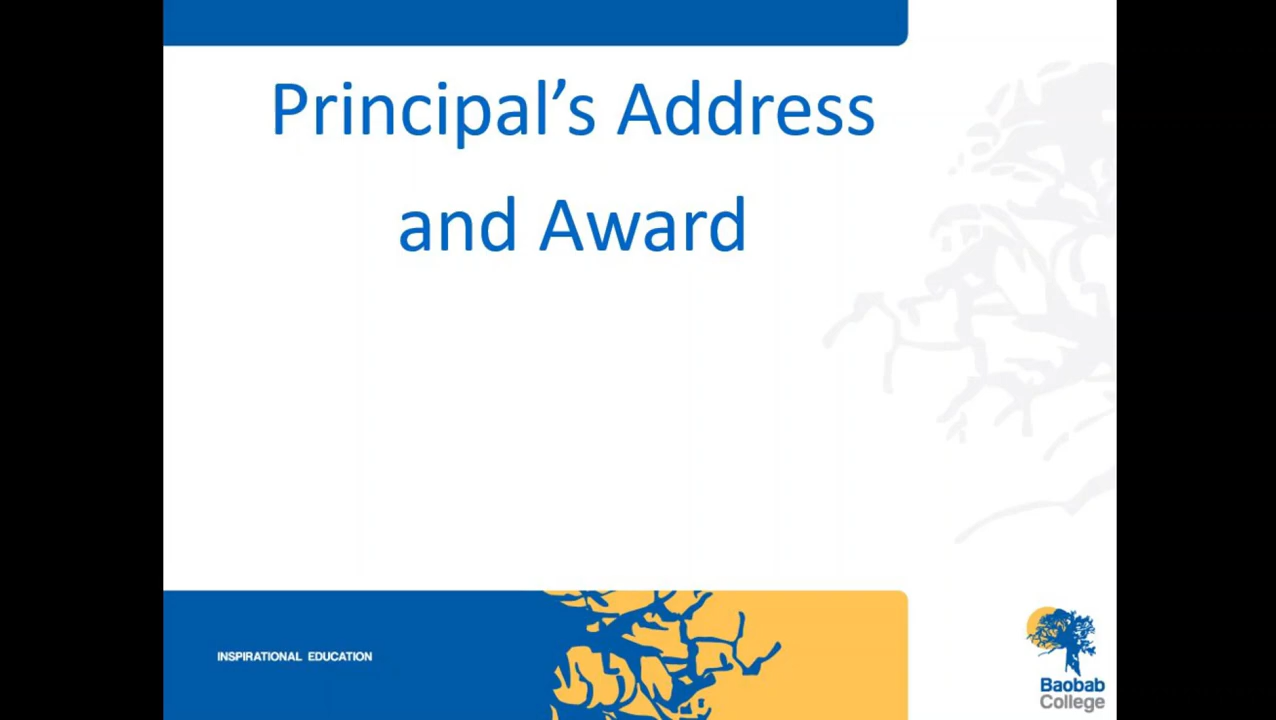 Principal's Address
and Award
INSPIRATIONAL EDUCATION
Baobab
College